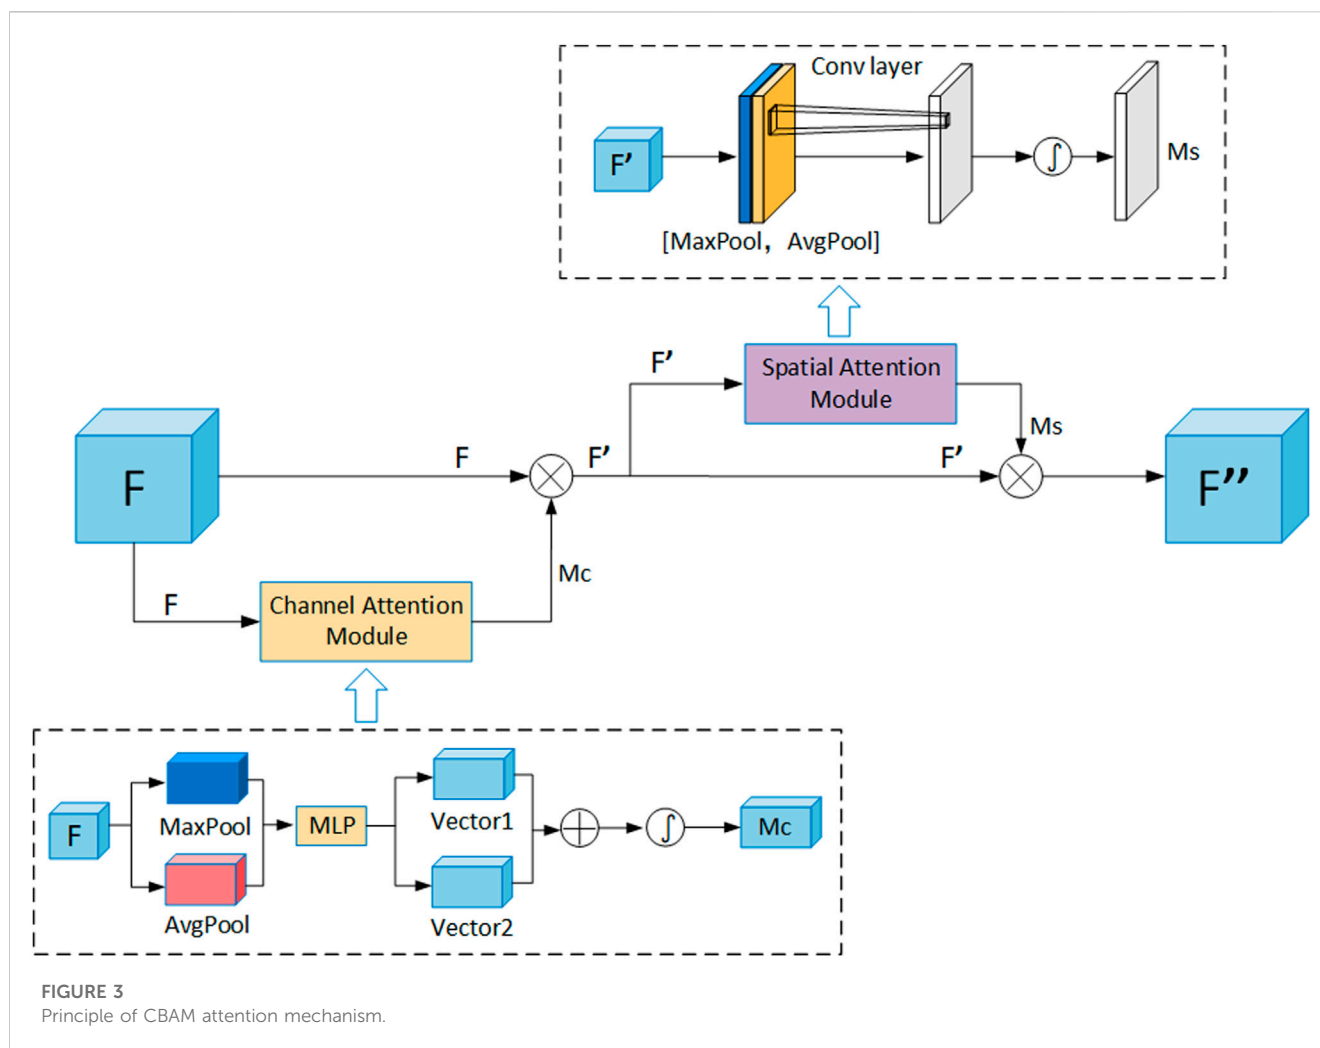 Conv layer
F'
Ms
[MaxPool, AvgPool]
F'
Spatial Attention
Module
Ms
F
F
F'
F'
F''
Mc
F
Channel Attention
Module
F
MaxPool
AvgPool
MLP
Vector1
Vector2
Mc
FIGURE 3
Principle of CBAM attention mechanism.